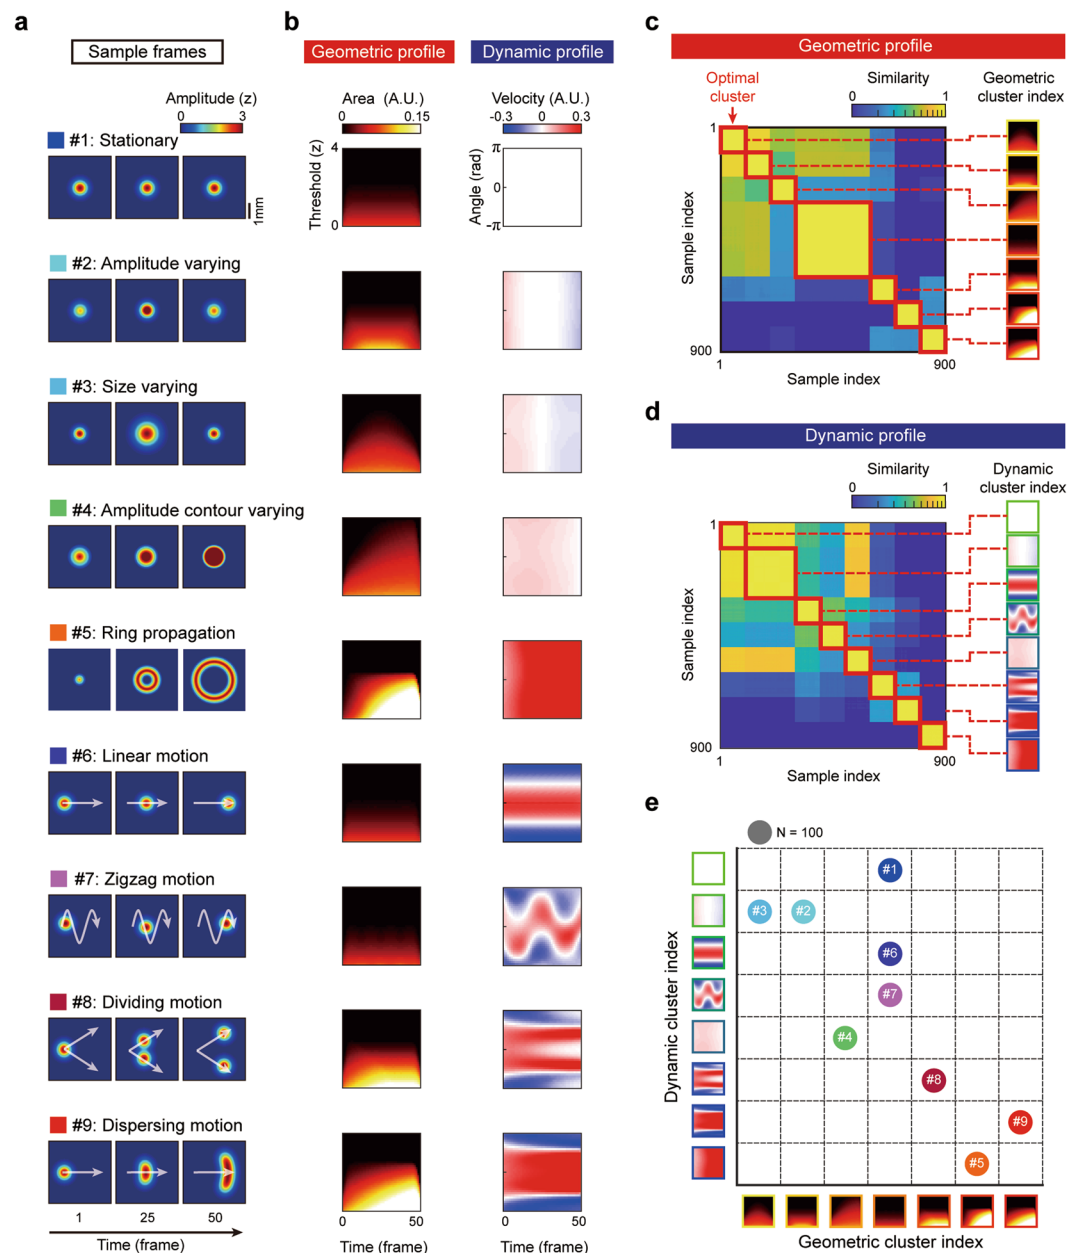 a
Sample frames
Amplitude (z)
0 3
#1: Stationary
1mm
#2: Amplitude varying
#3: Size varying
#4: Amplitude contour varying
#5: Ring propagation
#6: Linear motion
#7: Zigzag motion
#8: Dividing motion
#9: Dispersing motion
1 25 50
Time (frame)
b
Geometric profile
Dynamic profile
Area (A.U.)
0 0.15
Velocity (A.U.)
-0.3 0 0.3
Threshold (z)
4
0
Angle (rad)
π
0
-π
0 50
Time (frame)
0 50
Time (frame)
c
Geometric profile
Optimal
cluster
Similarity
0 1
Geometric
cluster index
1
Sample index
900
1 900
Sample index
d
Dynamic profile
Similarity
0 1
Dynamic
cluster index
1
Sample index
900
1 900
Sample index
e
N = 100
Dynamic cluster index
#1
#3 #2
#6
#7
#4
#8
#9
#5
Geometric cluster index